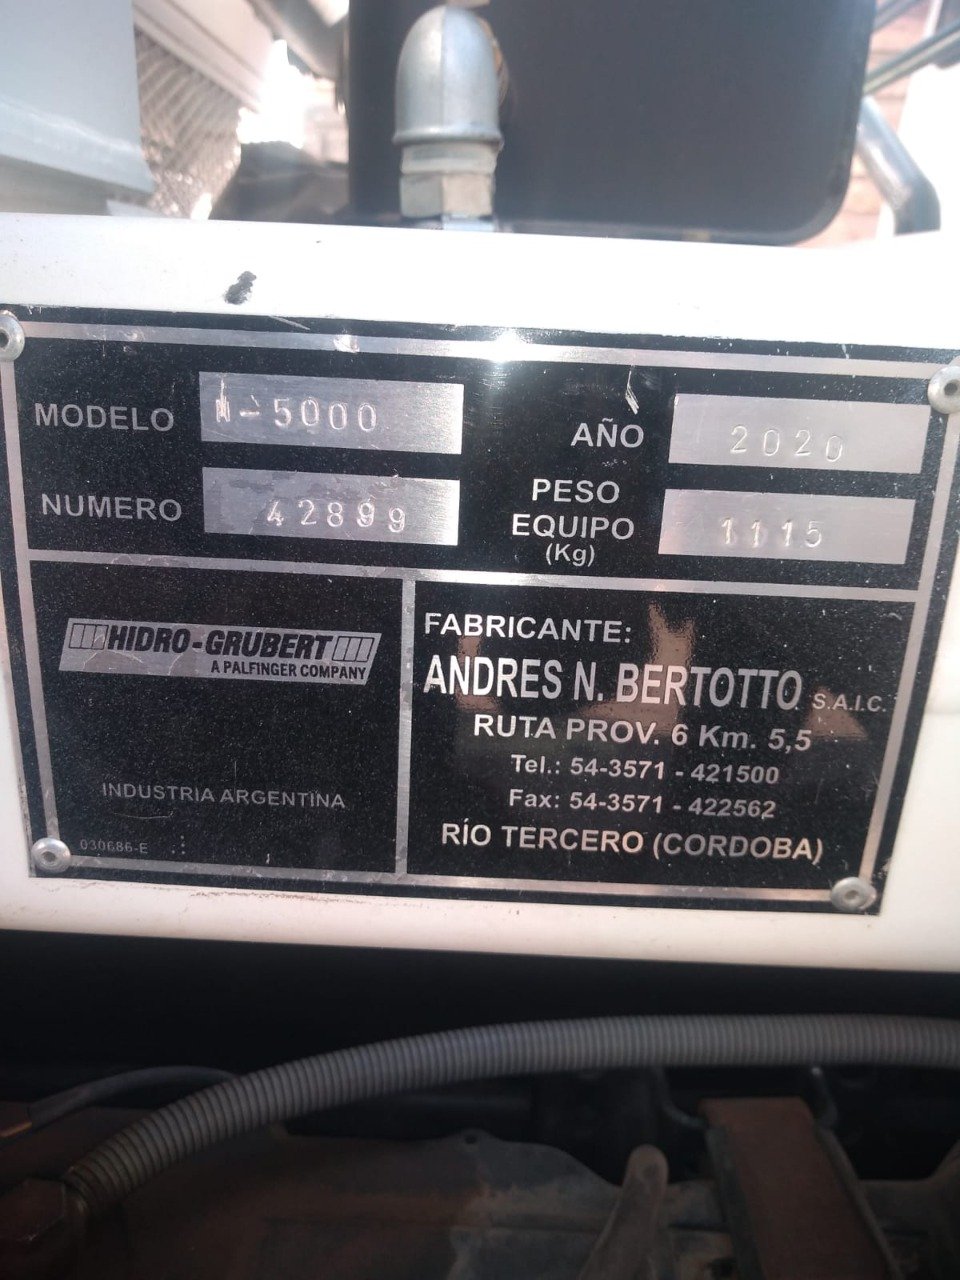 MODELO -5000
AÑO 2020
NUMERO 42899
PESO
EQUIPO 1115
(Kg)
HIDRO-GRUBERT
A PALFINGER COMPANY
INDUSTRIA ARGENTINA
030686-E
FABRICANTE:
ANDRES N. BERTOTTO S.A.I.C.
RUTA PROV. 6 Km. 5,5
Tel.: 54-3571 - 421500
Fax: 54-3571 - 422562
RÍO TERCERO (CORDOBA)